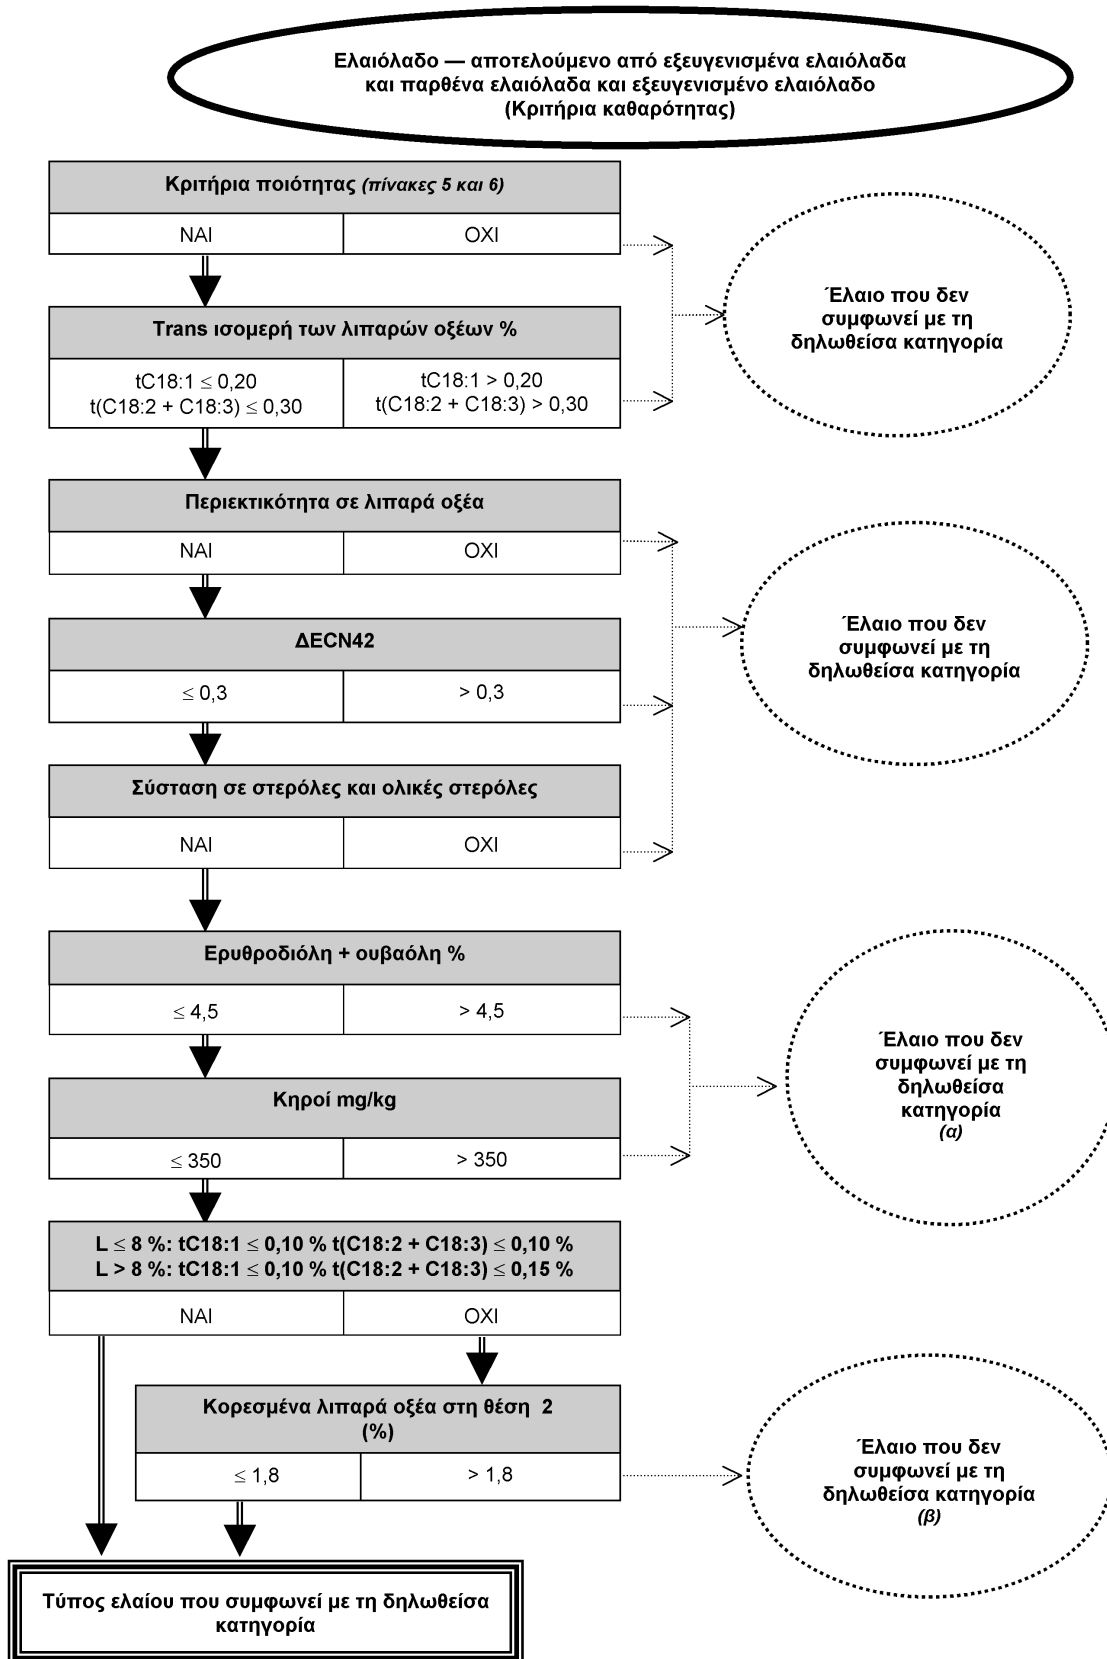 Ελαιόλαδο — αποτελούμενο από εξευγενισμένα ελαιόλαδα
και παρθένα ελαιόλαδα και εξευγενισμένο ελαιόλαδο
(Κριτήρια καθαρότητας)
Κριτήρια ποιότητας (πίνακες 5 και 6)
ΝΑΙ
ΟΧΙ
Έλαιο που δεν
συμφωνεί με τη
δηλωθείσα κατηγορία
Trans ισομερή των λιπαρών οξέων %
tC18:1 ≤ 0,20
t(C18:2 + C18:3) ≤ 0,30
tC18:1 > 0,20
t(C18:2 + C18:3) > 0,30
Περιεκτικότητα σε λιπαρά οξέα
ΝΑΙ
ΟΧΙ
ΔECN42
≤ 0,3
> 0,3
Έλαιο που δεν
συμφωνεί με τη
δηλωθείσα κατηγορία
Σύσταση σε στερόλες και ολικές στερόλες
ΝΑΙ
ΟΧΙ
Ερυθροδιόλη + ουβαόλη %
≤ 4,5
> 4,5
Κηροί mg/kg
≤ 350
> 350
Έλαιο που δεν
συμφωνεί με τη
δηλωθείσα
κατηγορία
(α)
L ≤ 8 %: tC18:1 ≤ 0,10 % t(C18:2 + C18:3) ≤ 0,10 %
L > 8 %: tC18:1 ≤ 0,10 % t(C18:2 + C18:3) ≤ 0,15 %
ΝΑΙ
ΟΧΙ
Κορεσμένα λιπαρά οξέα στη θέση 2
(%)
≤ 1,8
> 1,8
Έλαιο που δεν
συμφωνεί με τη
δηλωθείσα κατηγορία
(β)
Τύπος ελαίου που συμφωνεί με τη δηλωθείσα
κατηγορία